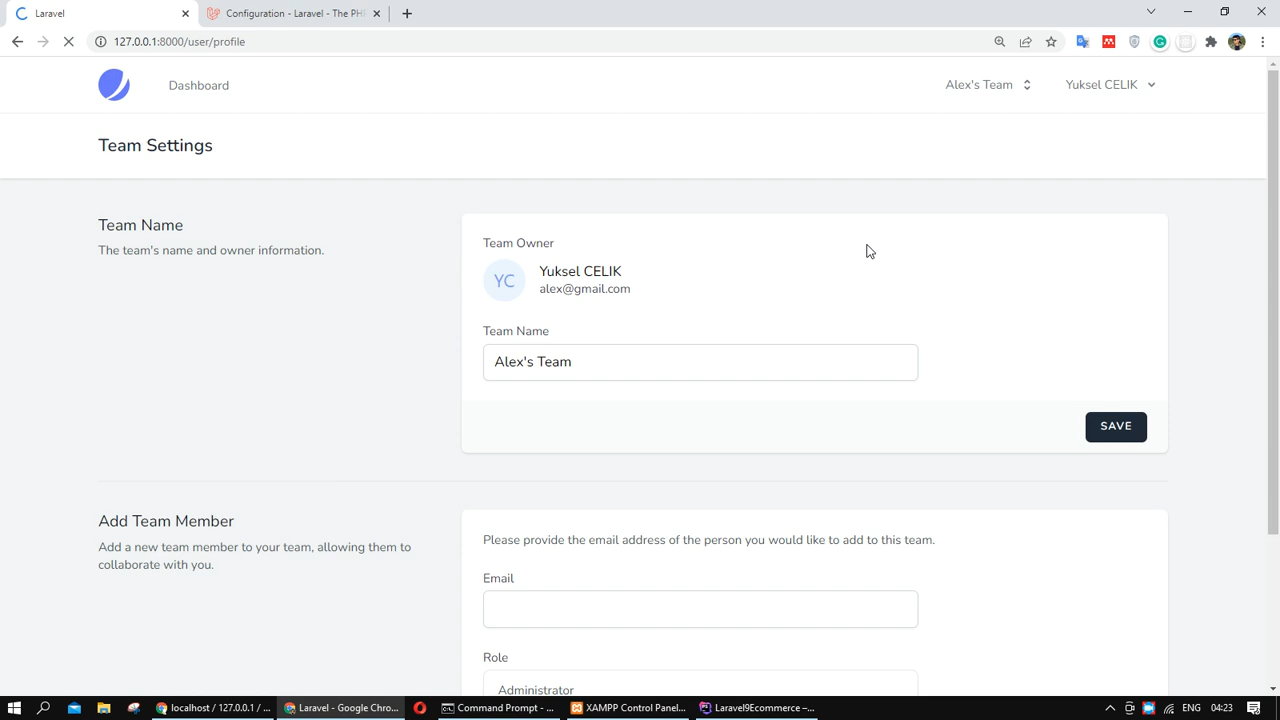 Laravel
Configuration - Laravel - The PH
127.0.0.1:8000/user/profile
Dashboard
Alex's Team
Yuksel CELIK
Team Settings
Team Name
The team's name and owner information.
Team Owner
YC
Yuksel CELIK
alex@gmail.com
Team Name
Alex's Team
SAVE
Add Team Member
Add a new team member to your team, allowing them to
collaborate with you.
Please provide the email address of the person you would like to add to this team.
Email
Role
Administrator
localhost / 127.0.0.1 / ...
Laravel - Google Chro...
Command Prompt - ...
XAMPP Control Panel...
Laravel9Ecommerce –...
ENG
04:23